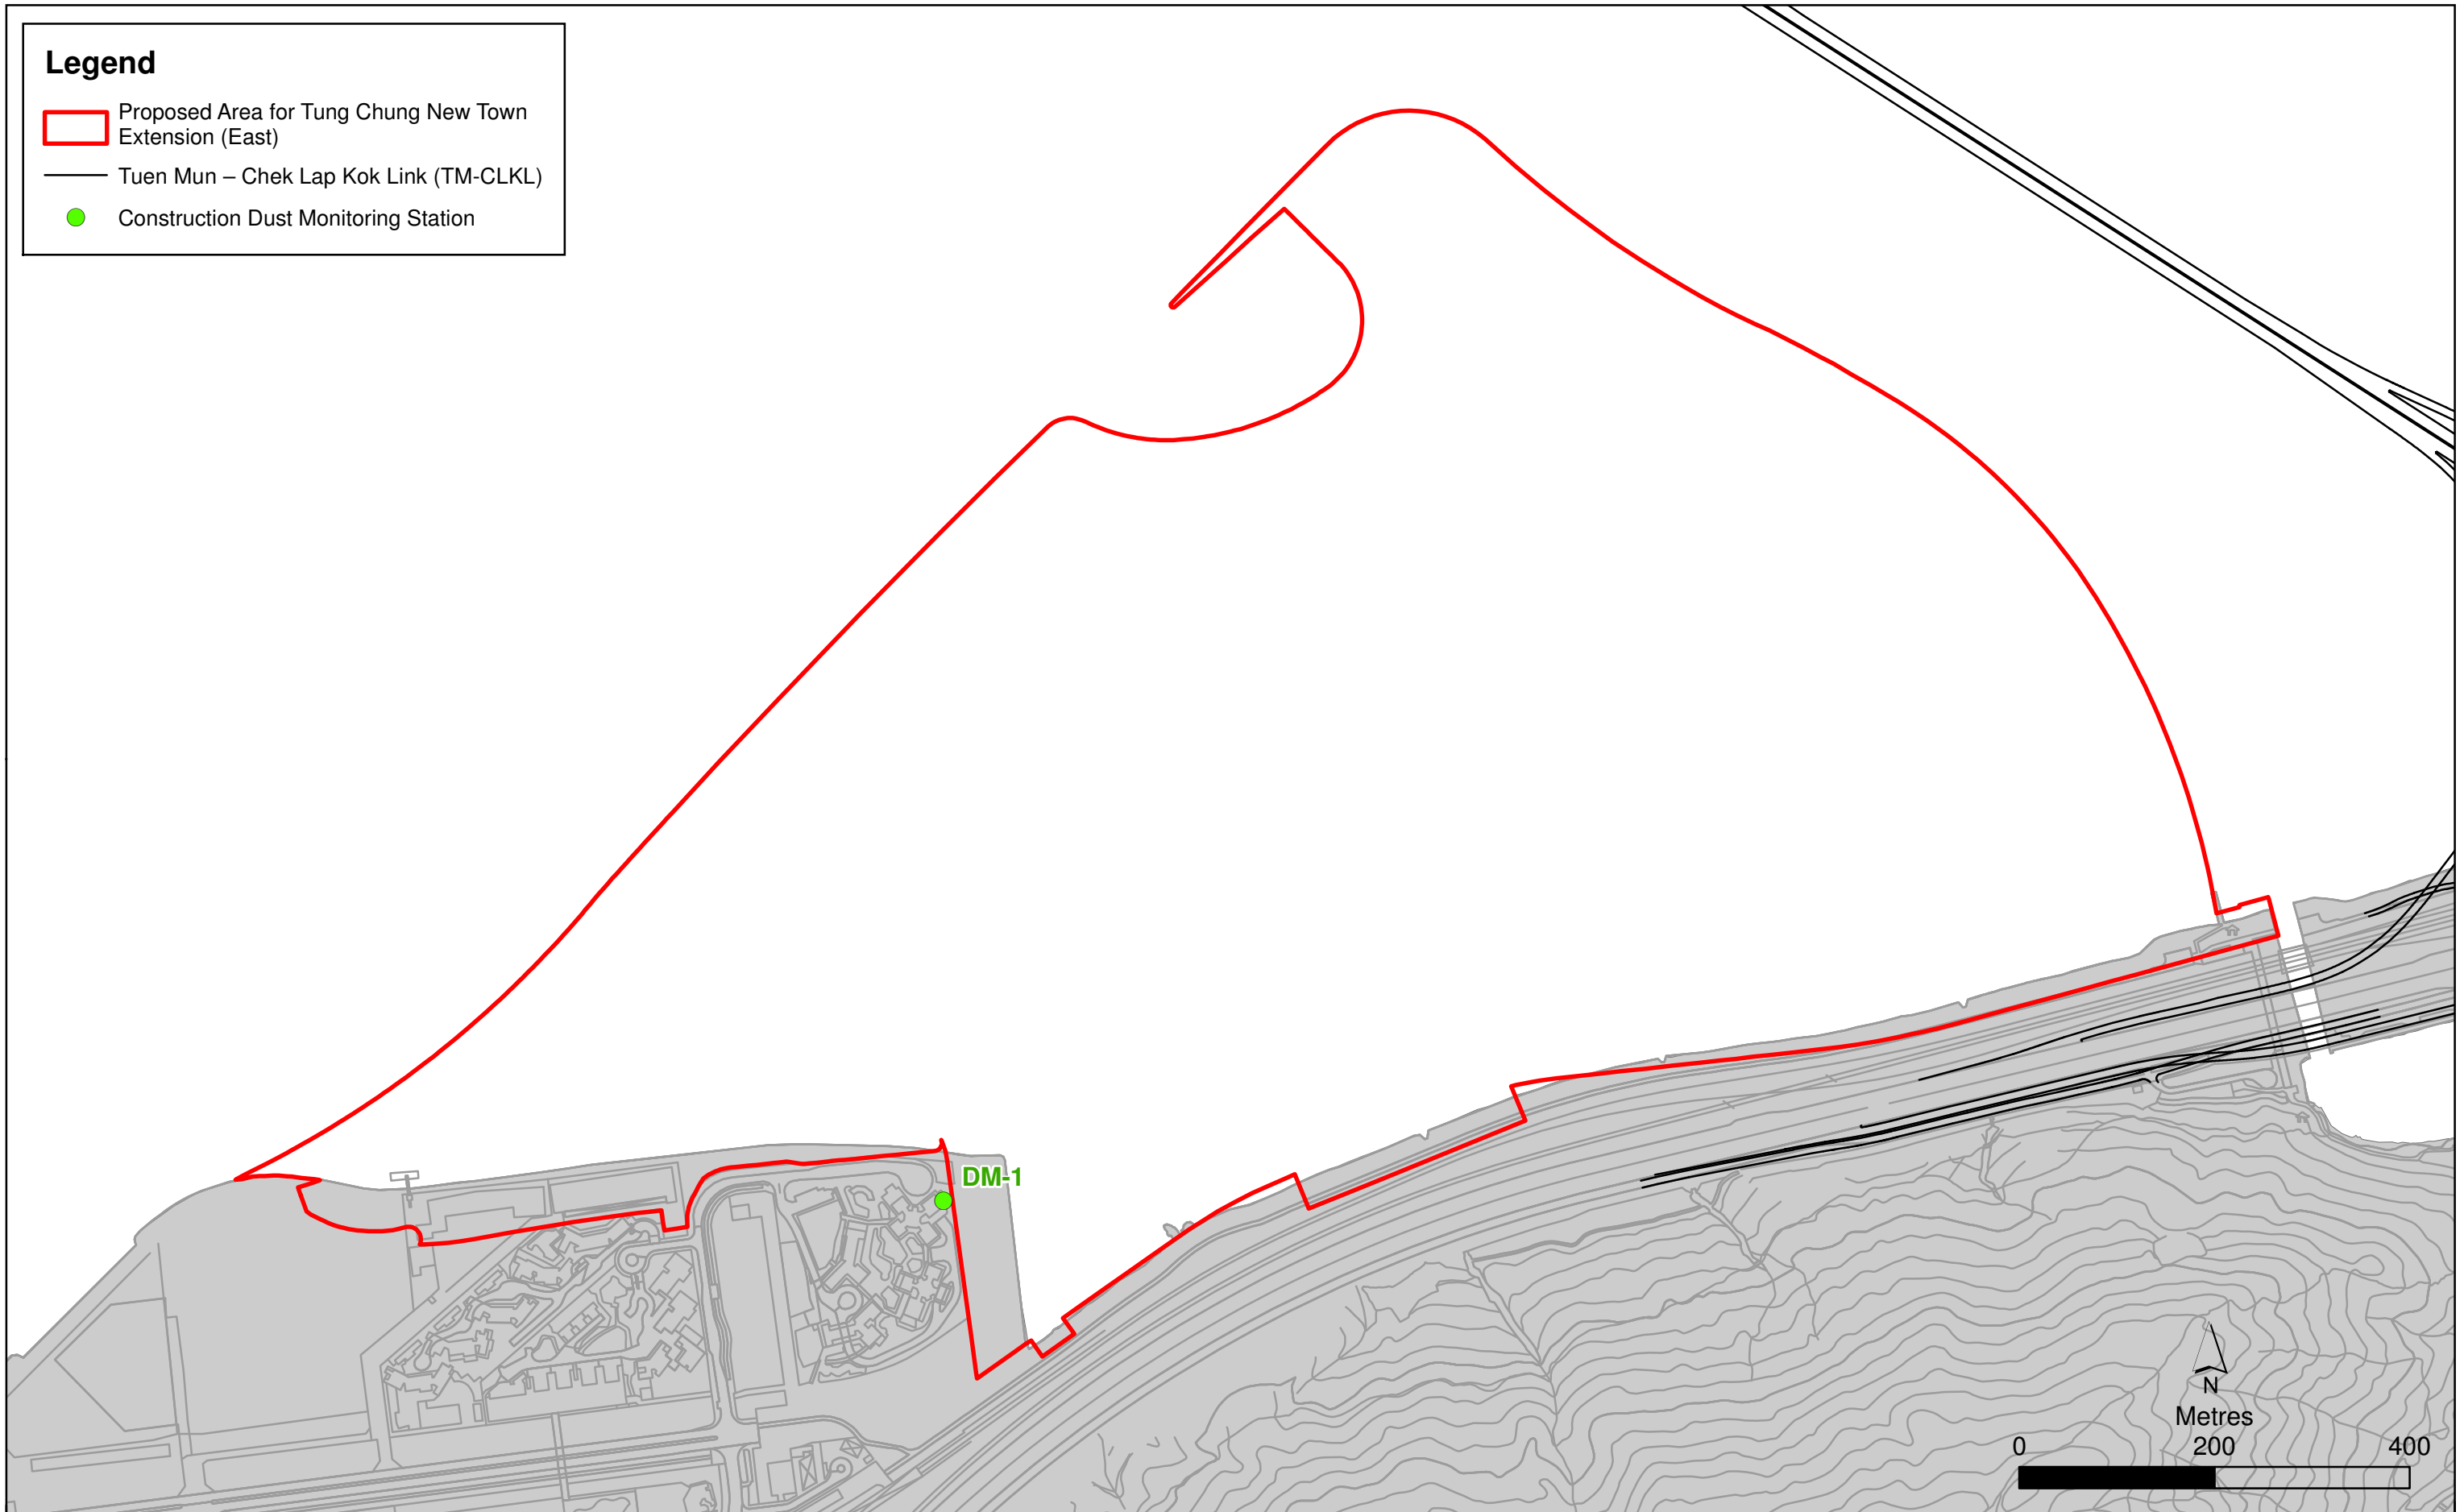 Legend
Proposed Area for Tung Chung New Town
Extension (East)
Tuen Mun – Chek Lap Kok Link (TM-CLKL)
Construction Dust Monitoring Station
DM-1
N
Metres
0 200 400